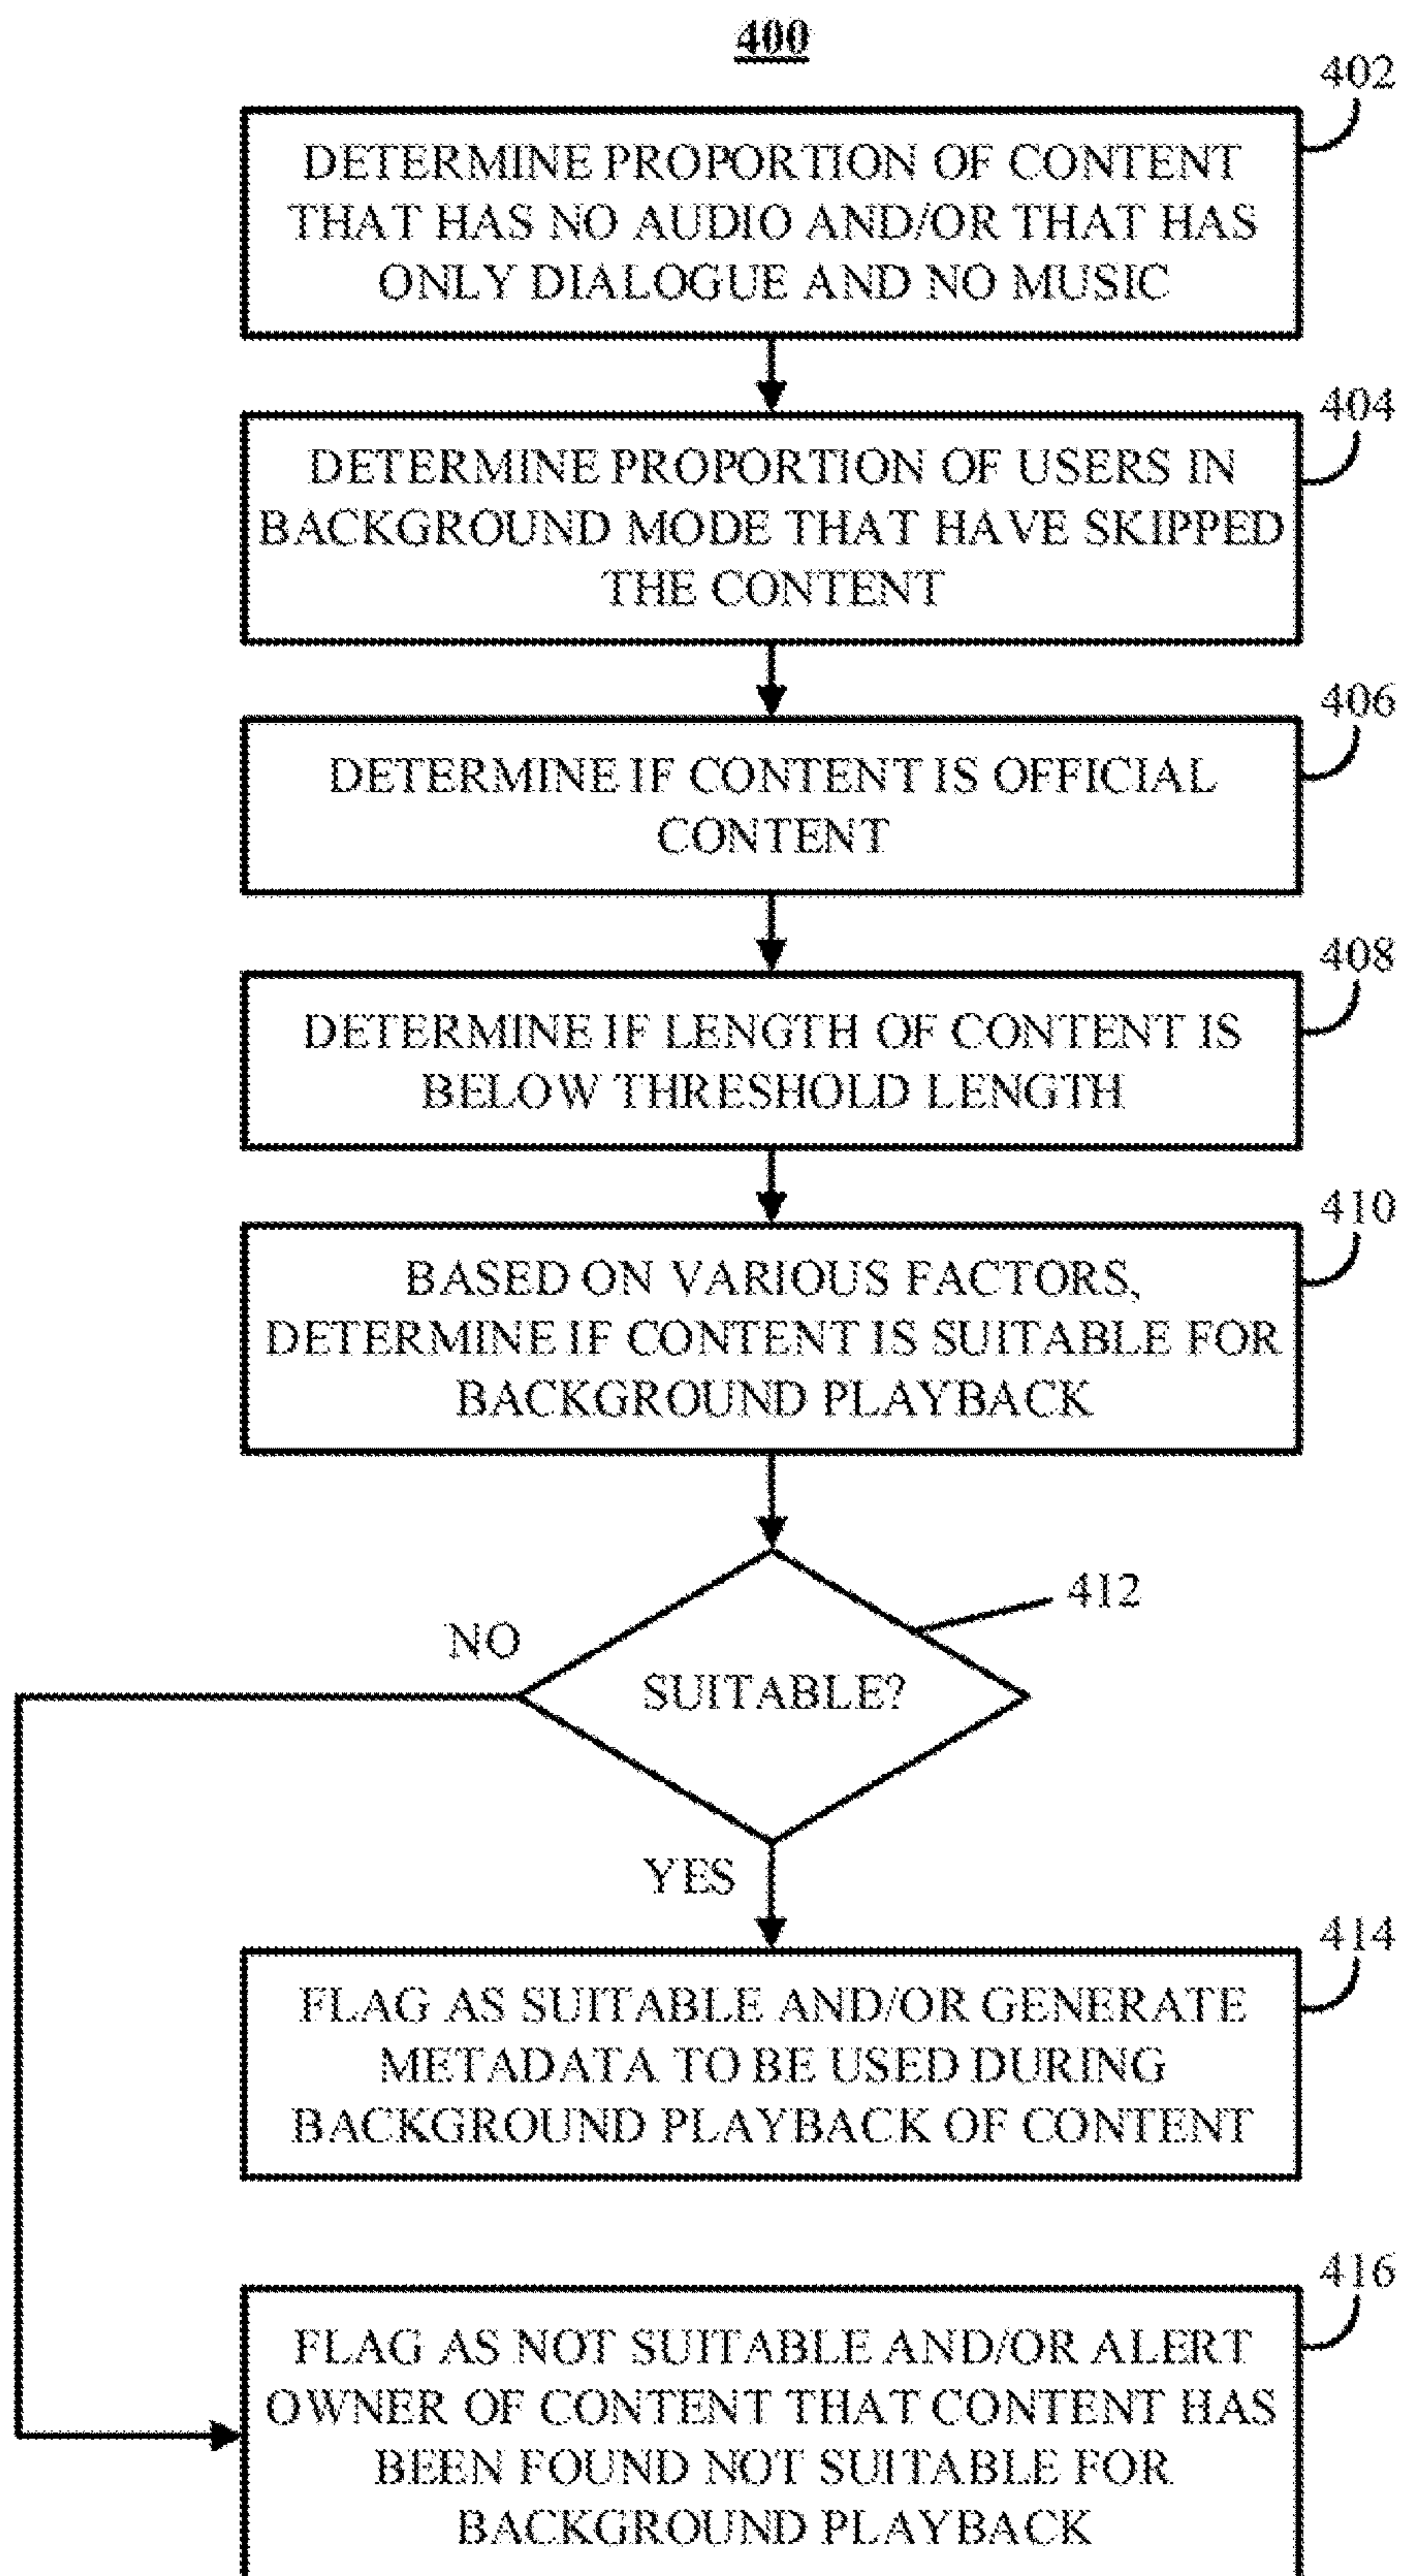 400
402
DETERMINE PROPORTION OF CONTENT
THAT HAS NO AUDIO AND/OR THAT HAS
ONLY DIALOGUE AND NO MUSIC
404
DETERMINE PROPORTION OF USERS IN
BACKGROUND MODE THAT HAVE SKIPPED
THE CONTENT
406
DETERMINE IF CONTENT IS OFFICIAL
CONTENT
408
DETERMINE IF LENGTH OF CONTENT IS
BELOW THRESHOLD LENGTH
410
BASED ON VARIOUS FACTORS,
DETERMINE IF CONTENT IS SUITABLE FOR
BACKGROUND PLAYBACK
412
NO
SUITABLE?
YES
414
FLAG AS SUITABLE AND/OR GENERATE
METADATA TO BE USED DURING
BACKGROUND PLAYBACK OF CONTENT
416
FLAG AS NOT SUITABLE AND/OR ALERT
OWNER OF CONTENT THAT CONTENT HAS
BEEN FOUND NOT SUITABLE FOR
BACKGROUND PLAYBACK